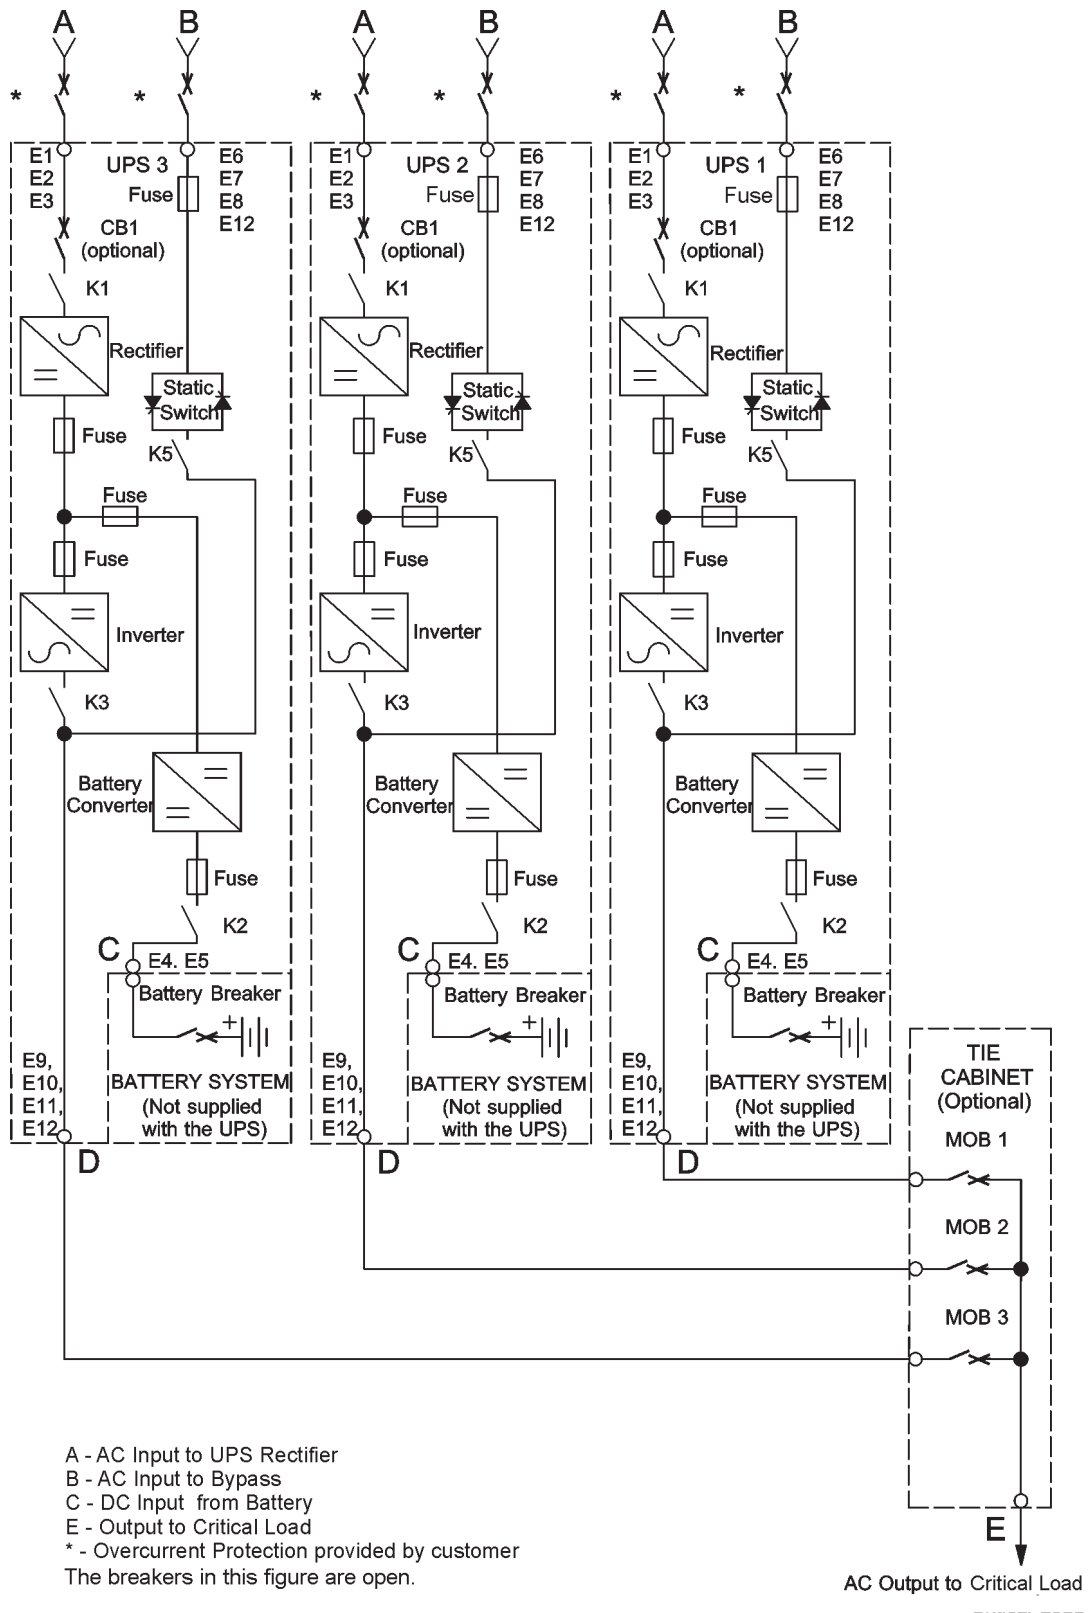 A B A B A B
* * * * * *
E1 UPS 3 E6 E1 UPS 2 E6 E1 UPS 1 E6
E2 Fuse E7 E2 Fuse E7 E2 Fuse E7
E3 E8 E3 E8 E3 E8
CB1 E12 CB1 E12 CB1 E12
(optional) (optional) (optional)
K1 K1 K1
Rectifier Rectifier Rectifier
Static Static Static
Switch Switch Switch
Fuse K5 Fuse K5 Fuse K5
Fuse Fuse Fuse
Fuse Fuse Fuse
Inverter Inverter Inverter
K3 K3 K3
Battery Battery Battery
Converter Converter Converter
Fuse Fuse Fuse
K2 K2 K2
C E4. E5 C E4. E5 C E4. E5
Battery Breaker Battery Breaker Battery Breaker
+ + +
E9, E9, E9,
E10, BATTERY SYSTEM E10, BATTERY SYSTEM E10, BATTERY SYSTEM
E11, (Not supplied E11, (Not supplied E11, (Not supplied
E12 with the UPS) E12 with the UPS) E12 with the UPS)
D D D
TIE
CABINET
(Optional)
MOB 1
MOB 2
MOB 3
A - AC Input to UPS Rectifier
B - AC Input to Bypass
C - DC Input from Battery
E - Output to Critical Load
* - Overcurrent Protection provided by customer
The breakers in this figure are open.
E
AC Output to Critical Load